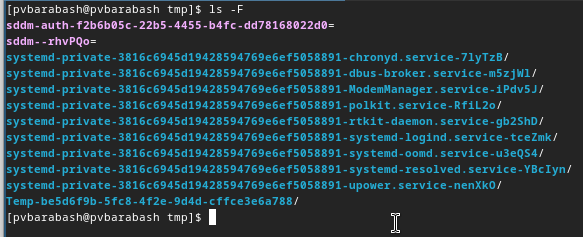 [pvbarabash@pvbarabash tmp]$ ls -F
sddm-auth-f2b6b05c-22b5-4455-b4fc-dd78168022d0=
sddm--rhvPQo=
systemd-private-3816c6945d19428594769e6ef5058891-chronyd.service-7lyTzB/
systemd-private-3816c6945d19428594769e6ef5058891-dbus-broker.service-m5zjWl/
systemd-private-3816c6945d19428594769e6ef5058891-ModemManager.service-iPdv5J/
systemd-private-3816c6945d19428594769e6ef5058891-polkit.service-RfiL2o/
systemd-private-3816c6945d19428594769e6ef5058891-rtkit-daemon.service-gb2ShD/
systemd-private-3816c6945d19428594769e6ef5058891-systemd-logind.service-tceZmk/
systemd-private-3816c6945d19428594769e6ef5058891-systemd-oomd.service-u3eQS4/
systemd-private-3816c6945d19428594769e6ef5058891-systemd-resolved.service-YBcIyn/
systemd-private-3816c6945d19428594769e6ef5058891-upower.service-nenXkO/
Temp-be5d6f9b-5fc8-4f2e-9d4d-cffce3e6a788/
[pvbarabash@pvbarabash tmp]$